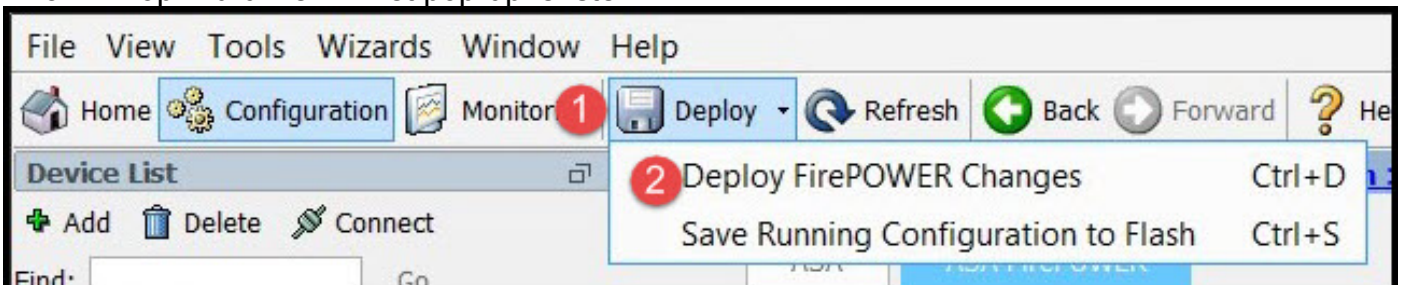 File View Tools Wizards Window Help
Home Configuration Monitor 1 Deploy Refresh Back Forward He
Device List
2 Deploy FirePOWER Changes Ctrl+D
Add Delete Connect
Save Running Configuration to Flash Ctrl+S
Find: Go